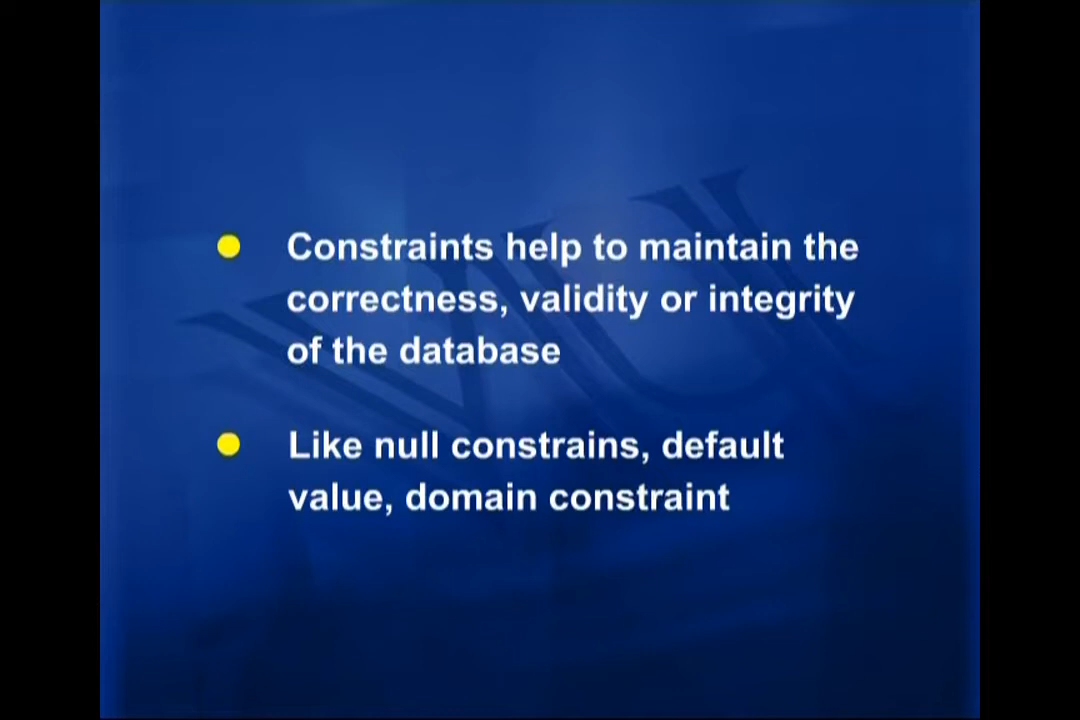 Constraints help to maintain the
correctness, validity or integrity
of the database
Like null constrains, default
value, domain constraint
VU